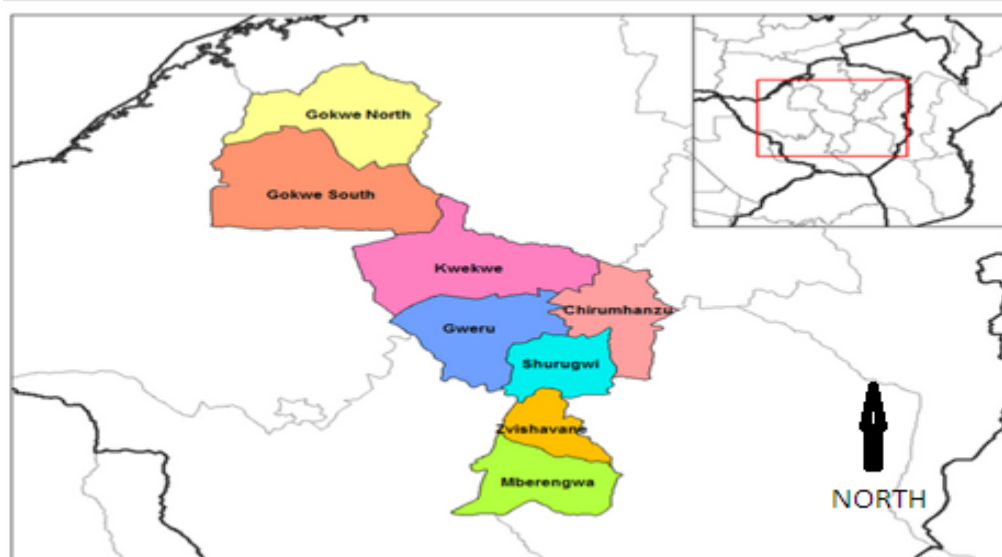 Gokwe North
Gokwe South
Kwekwe
Chirumhanzu
Gweru
Shurugwi
Zvishavane
Mberengwa
NORTH